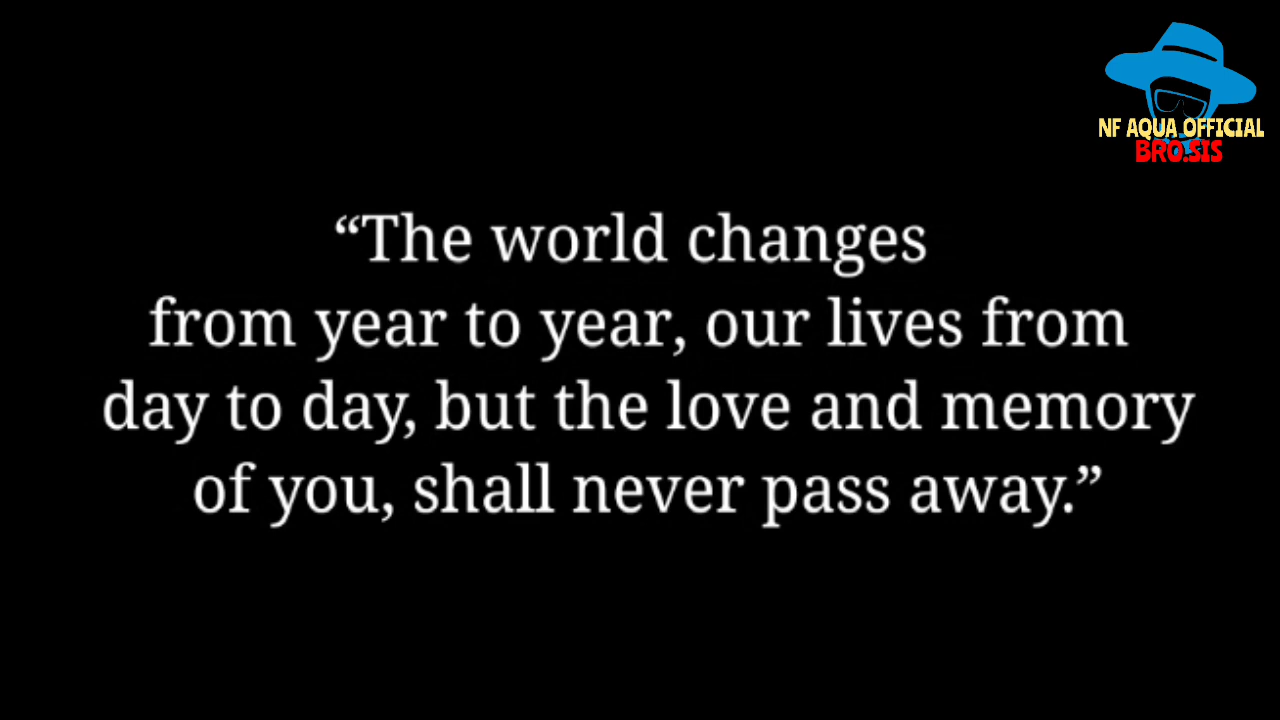 NF AQUA OFFICIAL
BRO.SIS
“The world changes
from year to year, our lives from
day to day, but the love and memory
of you, shall never pass away.”